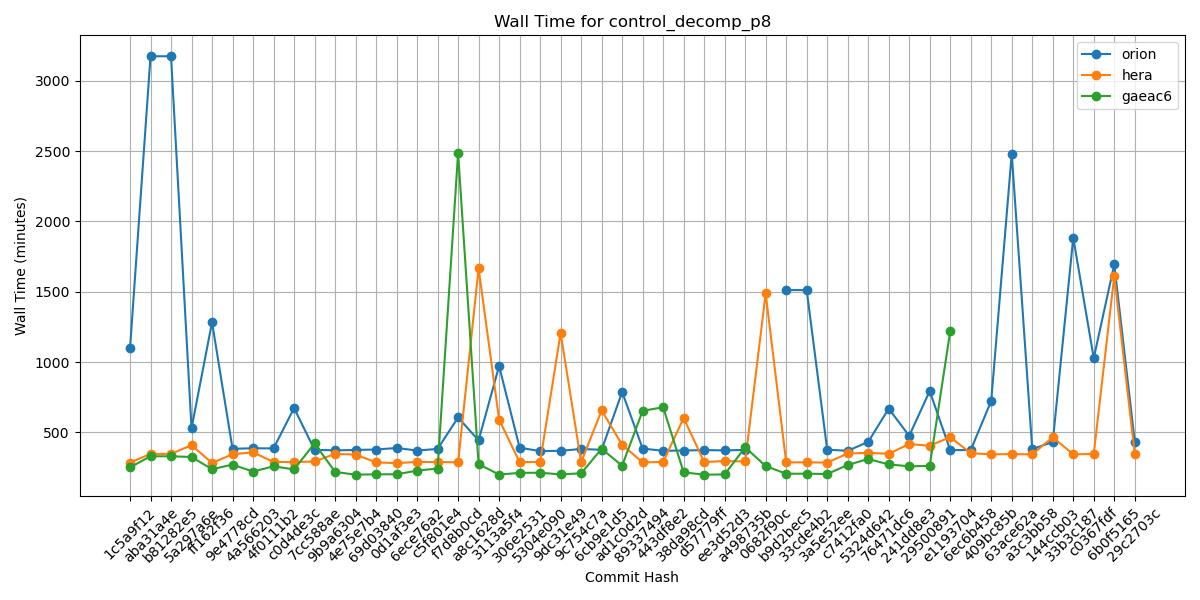 Wall Time for control_decomp_p8
orion
hera
gaeac6
3000
2500
2000
1500
1000
500
Wall Time (minutes)
1c5a9f12
aba31a4e
b81282e5
5a297a6e
ff162f36
9e4778cd
4a566203
4f0111b2
c0d4de3c
7cc588ae
9b9a6304
4e75e7b4
69d03840
0d1af3e3
6ece76a2
c5f801e4
f7d8b0cd
a8c1628d
3113a5f4
306e2531
5304e090
9dc31e49
9c754c7a
6cb9e1d5
ad1c0d2d
89337494
443df8e2
38da98cd
d57779ff
ee3d52d3
a498735b
0682f90c
b9d2bec5
33cde4b2
3a5e52ee
c7412fa0
5324d642
76471dc6
241dd8e3
29500891
e1193704
6ec6b458
409bc85b
63ace62a
a3c3bb58
144ccb03
33b3c187
c0367fdf
6b0f5165
29c2703c
Commit Hash